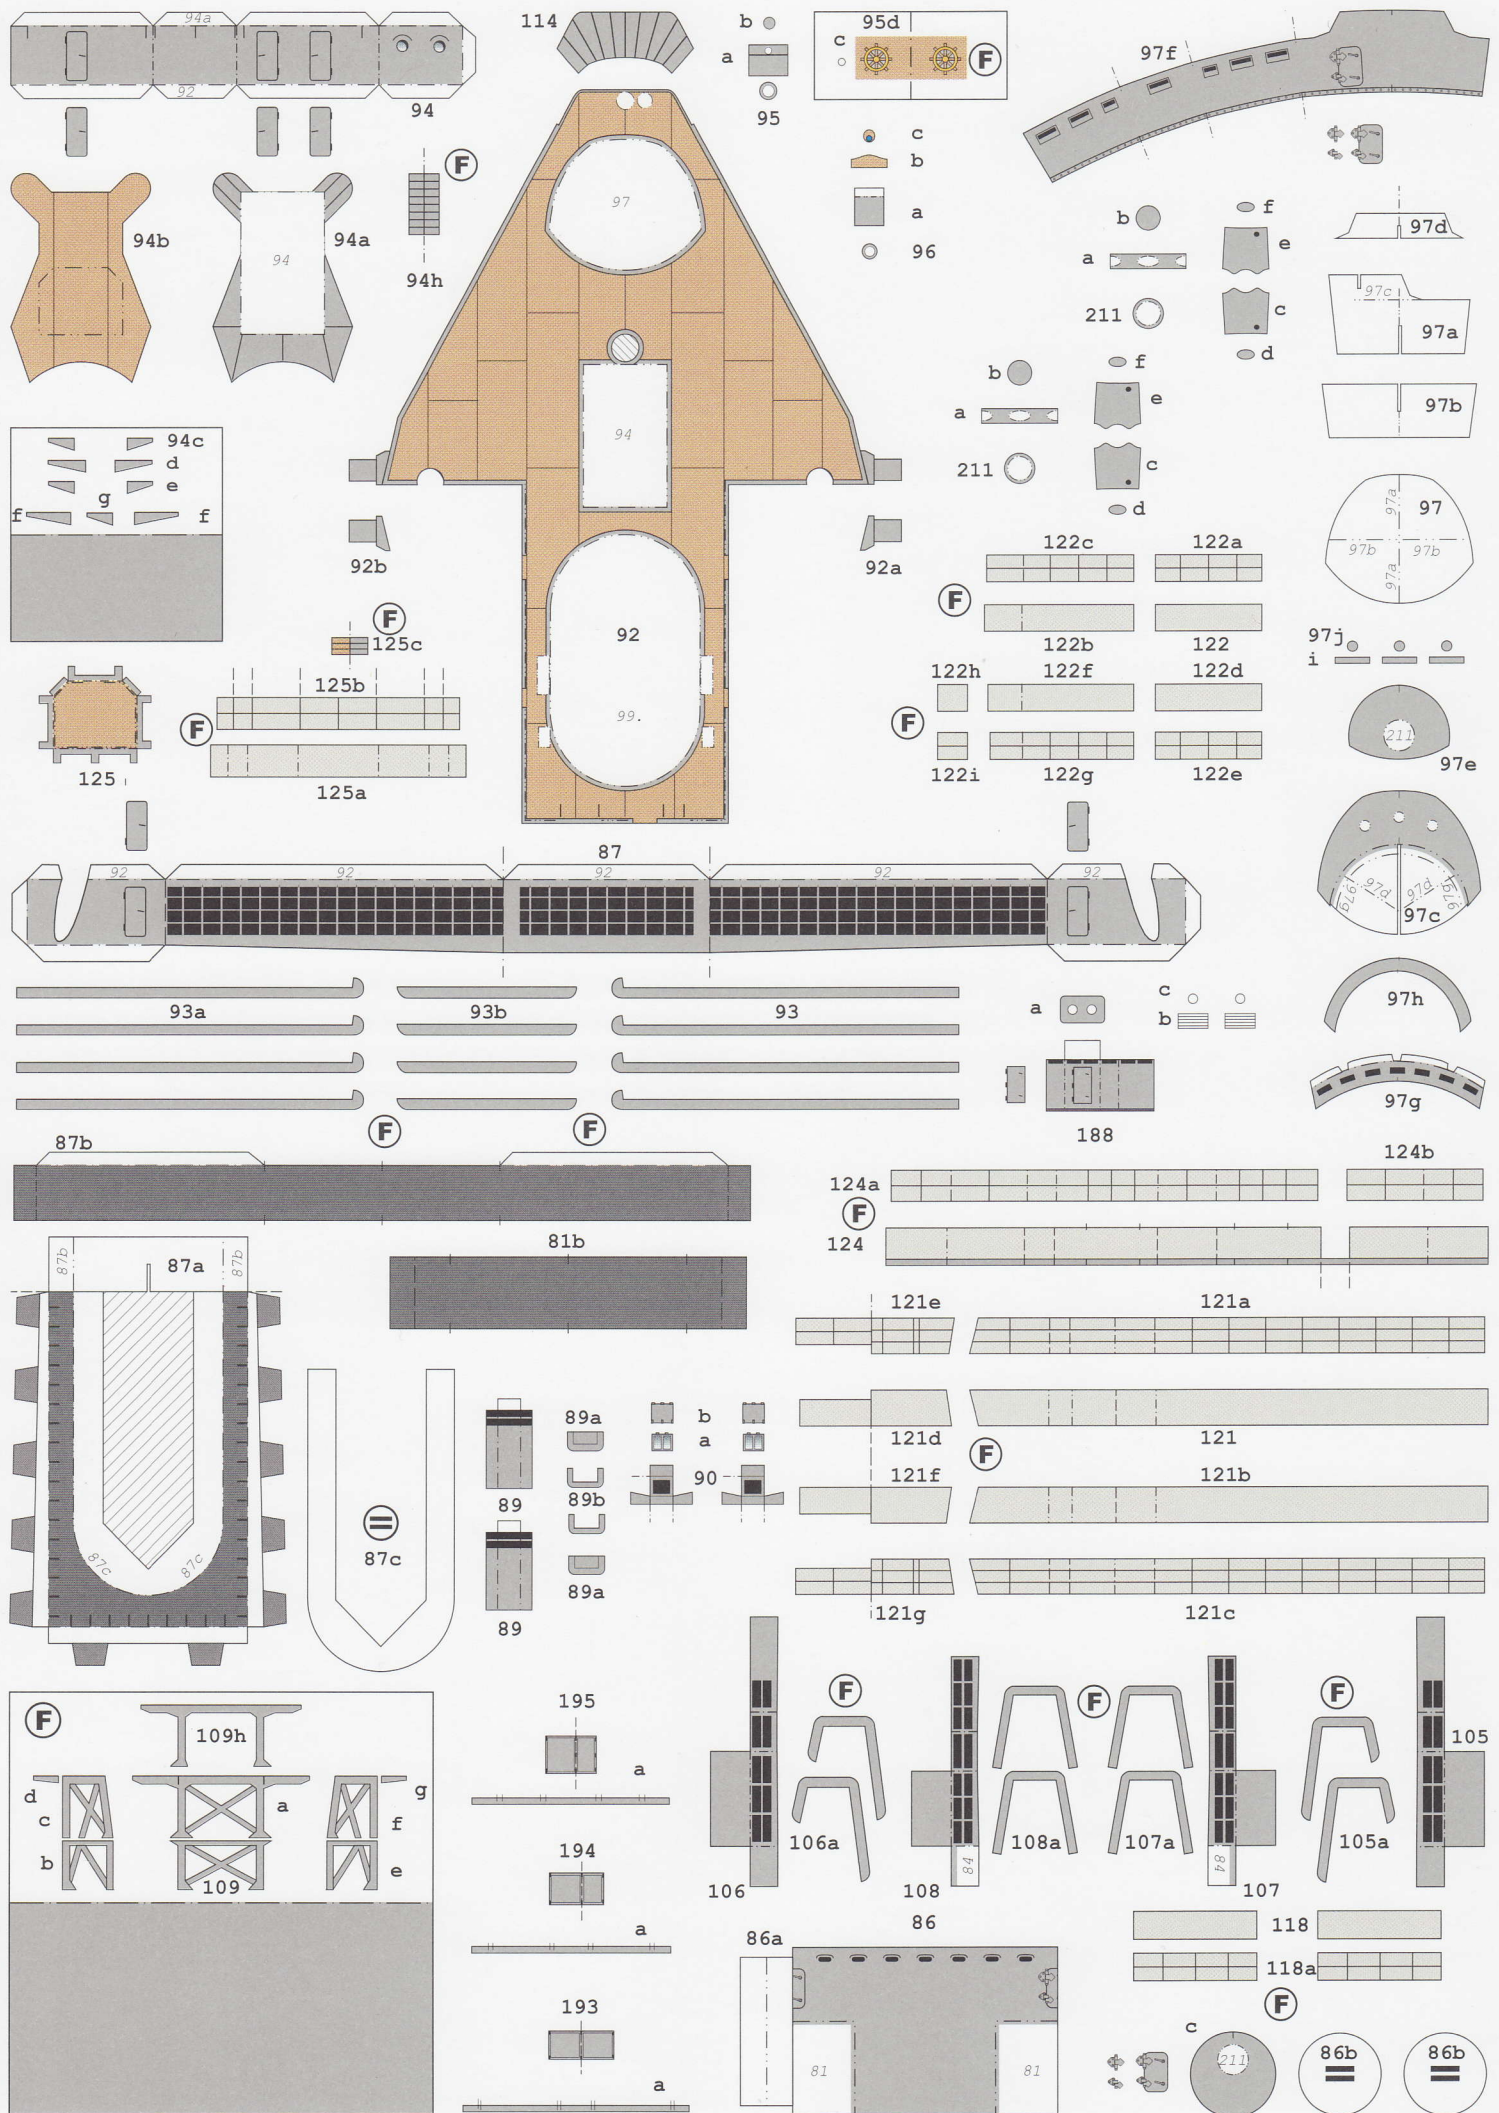 94a
92
94
114
b
a
95
95d
c
F
c
b
a
96
97f
94b
94
94a
94h
F
97
94
92
99.
b
a
211
f
e
c
d
97d
97c
97a
97b
b
a
211
f
e
c
d
97a
97
97b
97b
97a
94c
d
e
g
f
f
92b
92a
122c
122a
F
122b
122
122h
122f
122d
F
122i
122g
122e
97j
i
211
97e
F
125c
125b
F
125
125a
87
92
92
92
92
92
97g
97d
97d
97g
97c
97h
97g
93a
93b
93
F
F
a
c
b
188
87b
81b
87b
87a
87b
87c
87c
=
87c
89a
89
89b
89a
89
b
a
90
124b
124a
F
124
121e
121a
121d
121
F
121f
121b
121g
121c
F
109h
d
c
b
a
109
g
f
e
195
a
194
a
193
a
F
106a
106
108
84
108a
F
107a
84
107
F
105a
105
118
118a
F
86
86a
81
81
c
211
86b
86b